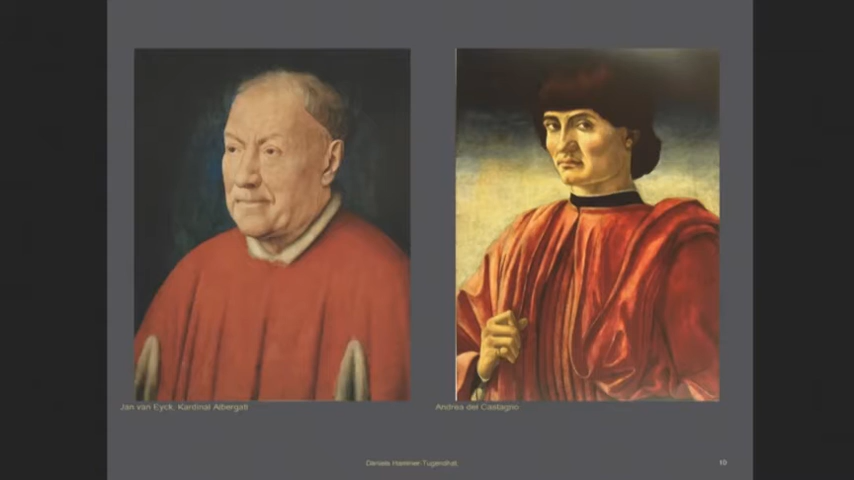 Jan van Eyck, Kardinal Albergati
Andrea del Castagno
Daniela Hammer-Tugendhat
10